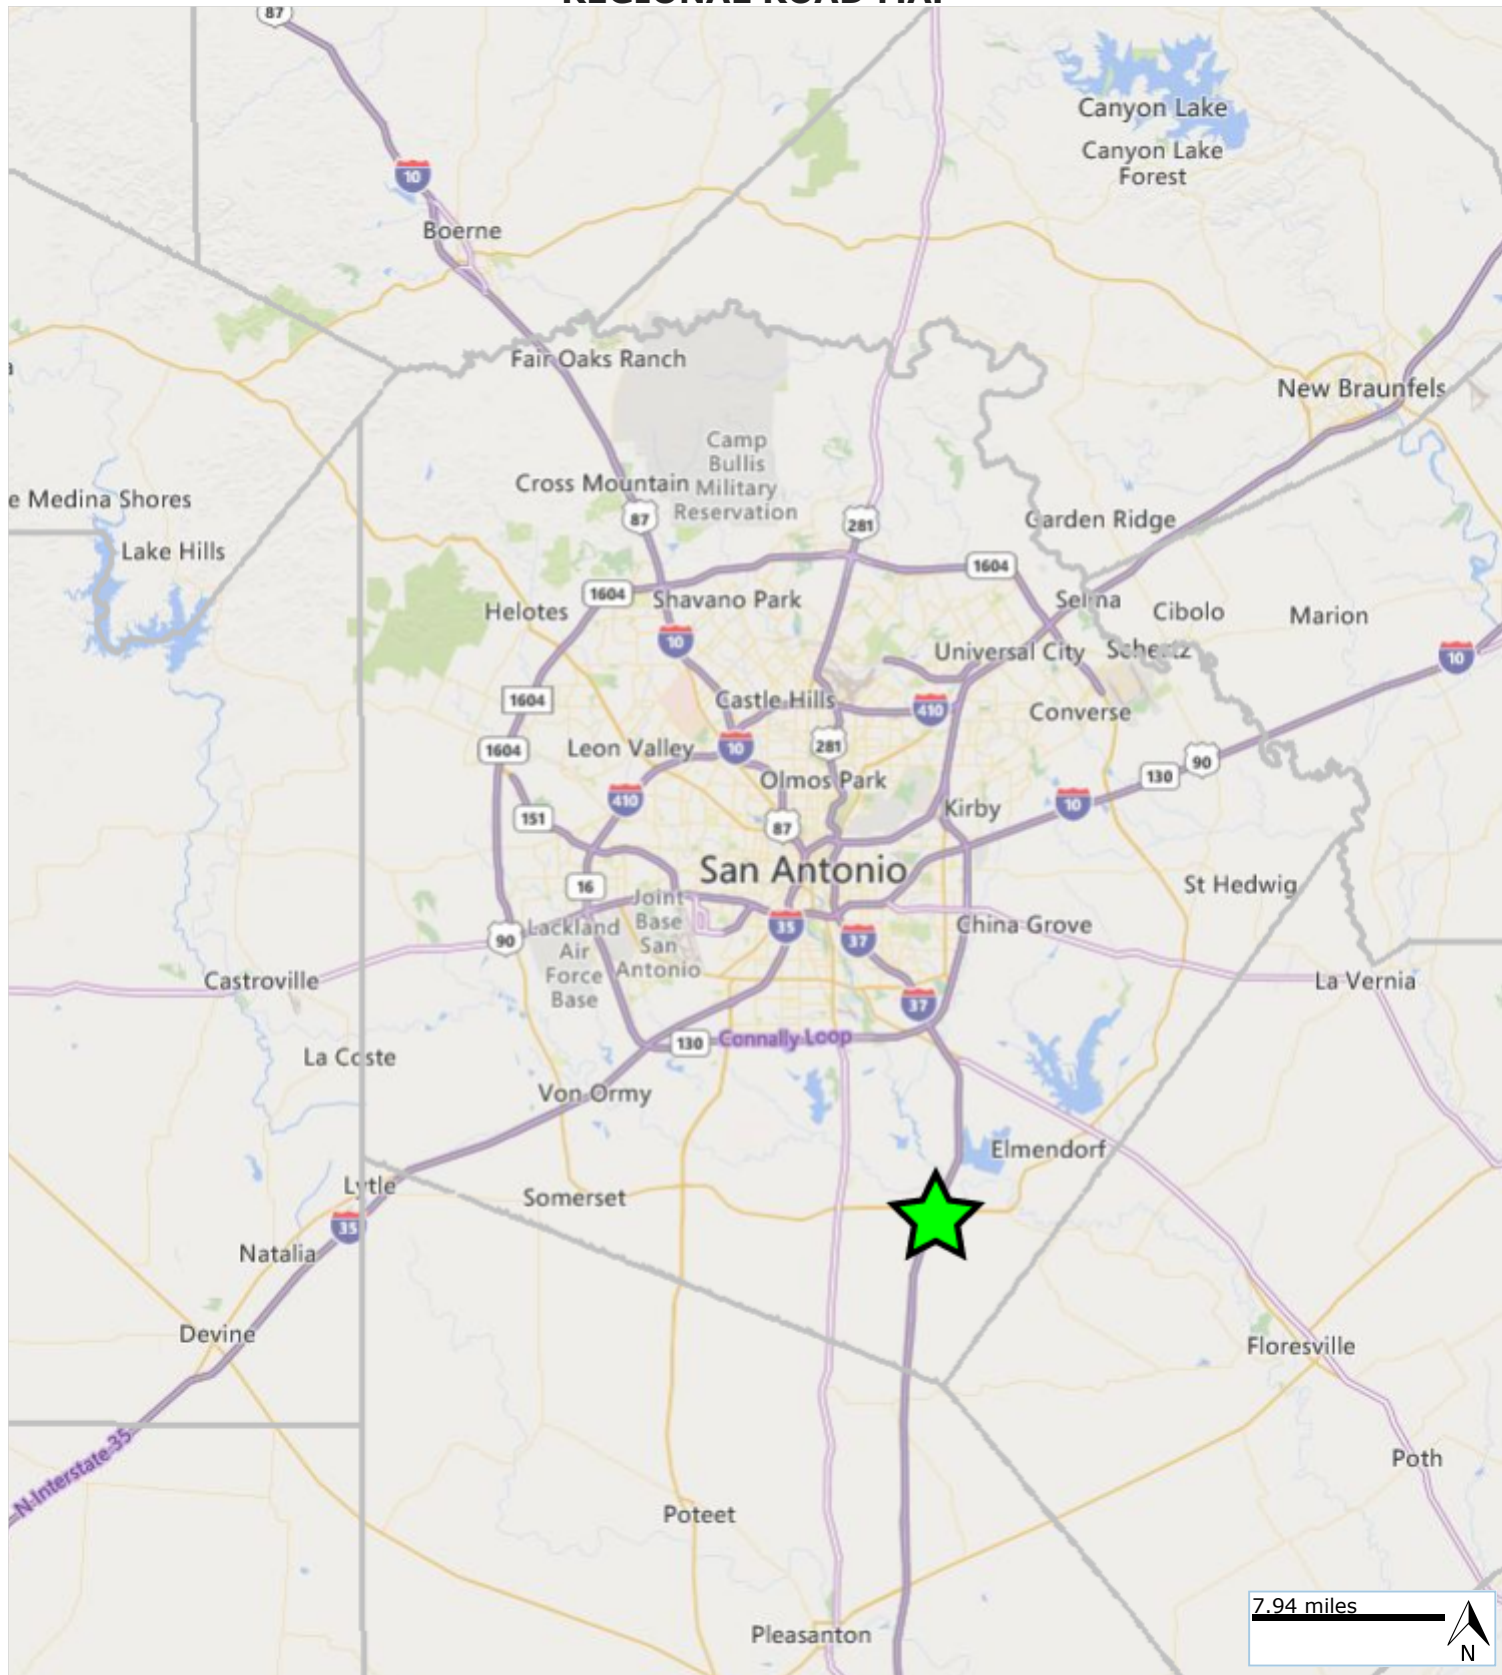 REGIONAL ROAD MAP
87
Canyon Lake
Canyon Lake
Forest
10
Boerne
Fair Oaks Ranch
New Braunfels
Camp
Bullis
Military
Reservation
Cross Mountain
e Medina Shores
87
281
Garden Ridge
Lake Hills
1604
1604
Shavano Park
Selma
Helotes
Cibolo
Marion
10
Universal City
Schertz
10
1604
Castle Hills
410
Converse
1604
Leon Valley
10
281
90
130
Olmos Park
410
Kirby
10
151
87
San Antonio
16
St Hedwig
Joint
Base
San
Antonio
Lackland
Air
Force
Base
35
37
China Grove
90
Castroville
La Vernia
37
130
Connally Loop
La Coste
Von Ormy
Elmendorf
Lytle
Somerset
35
Natalia
Devine
Floresville
N Interstate 35
Poth
Poteet
Pleasanton
7.94 miles
N